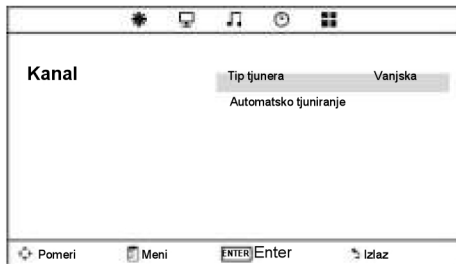 Kanal
Tip tjunera Vanjska
Automatsko tjuniranje
Pomeri Meni ENTER Enter Izlaz